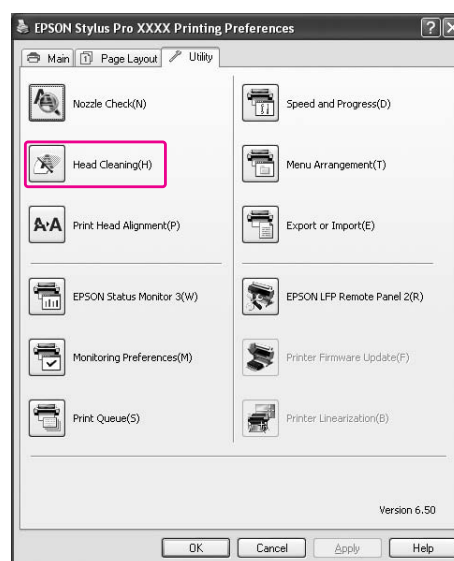 EPSON Stylus Pro XXXX Printing Preferences
Main Page Layout Utility
Nozzle Check(N)
Speed and Progress(D)
Head Cleaning(H)
Menu Arrangement(T)
Print Head Alignment(P)
Export or Import(E)
EPSON Status Monitor 3(W)
EPSON LFP Remote Panel 2(R)
Monitoring Preferences(M)
Printer Firmware Update(F)
Print Queue(S)
Printer Linearization(B)
Version 6.50
OK Cancel Apply Help